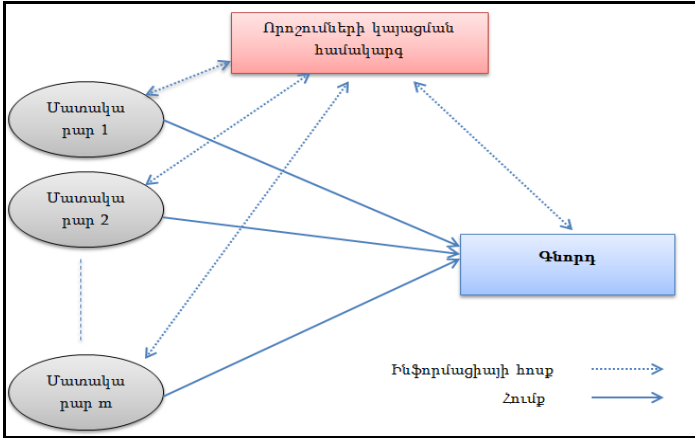 Որոշումների կայացման
համակարգ
Մատակա
րար 1
Մատակա
րար 2
Գնորդ
Մատակա
րար m
Ինֆորմացիայի հոսք
Հումք